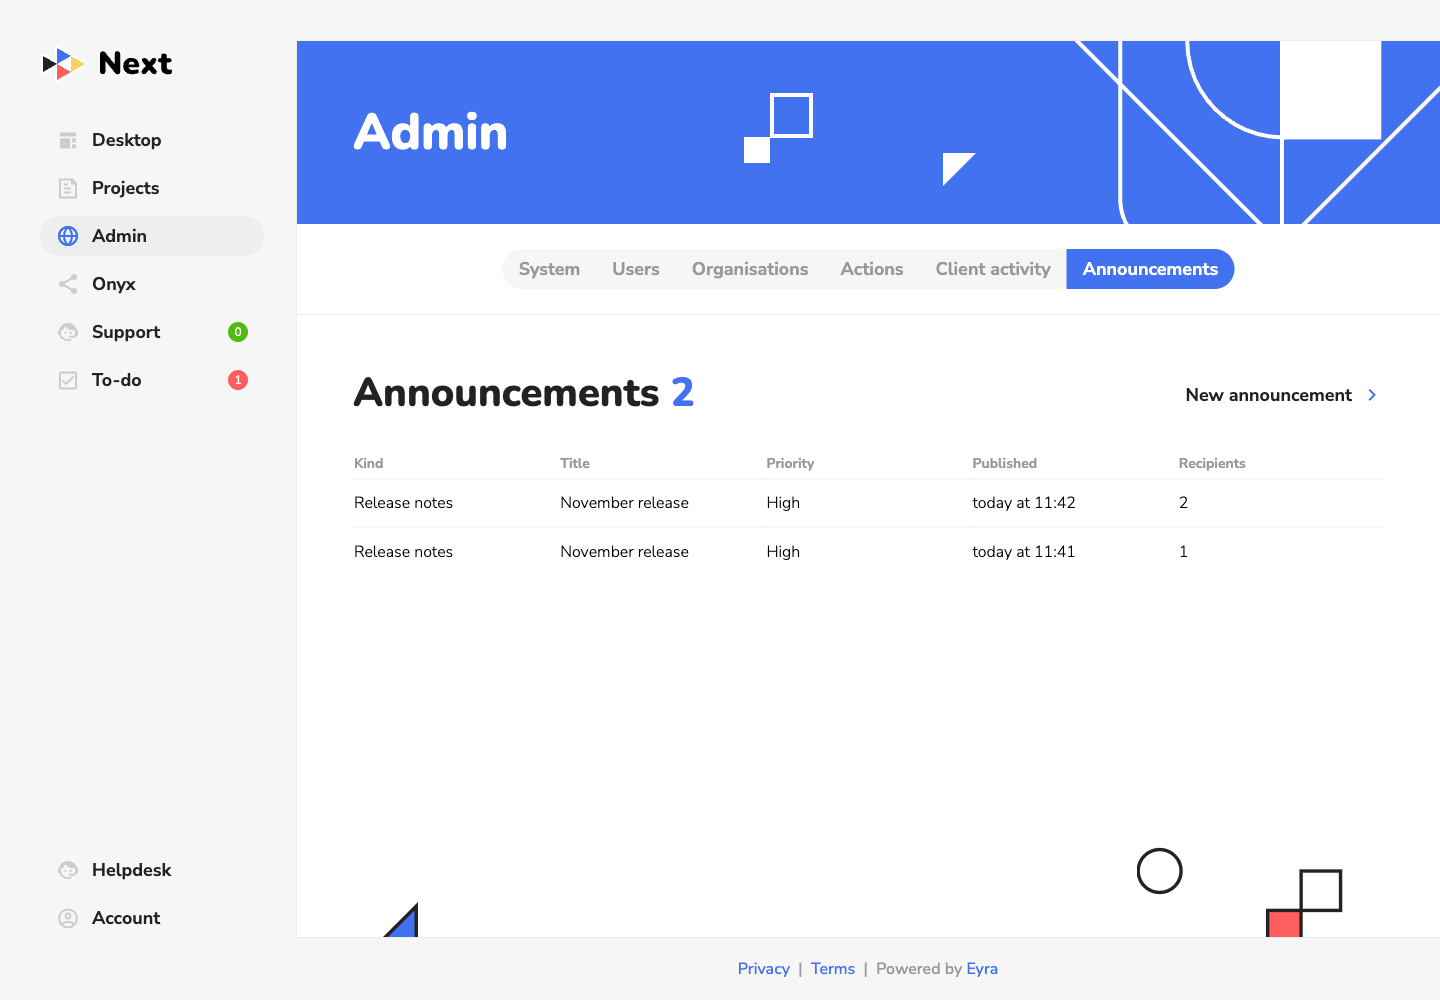 Next
Desktop
Projects
Admin
Onyx
Support 0
To-do 1
Helpdesk
Account
Admin
System Users Organisations Actions Client activity Announcements
Announcements 2
New announcement
Kind Title Priority Published Recipients
Release notes November release High today at 11:42 2
Release notes November release High today at 11:41 1
Privacy | Terms | Powered by Eyra